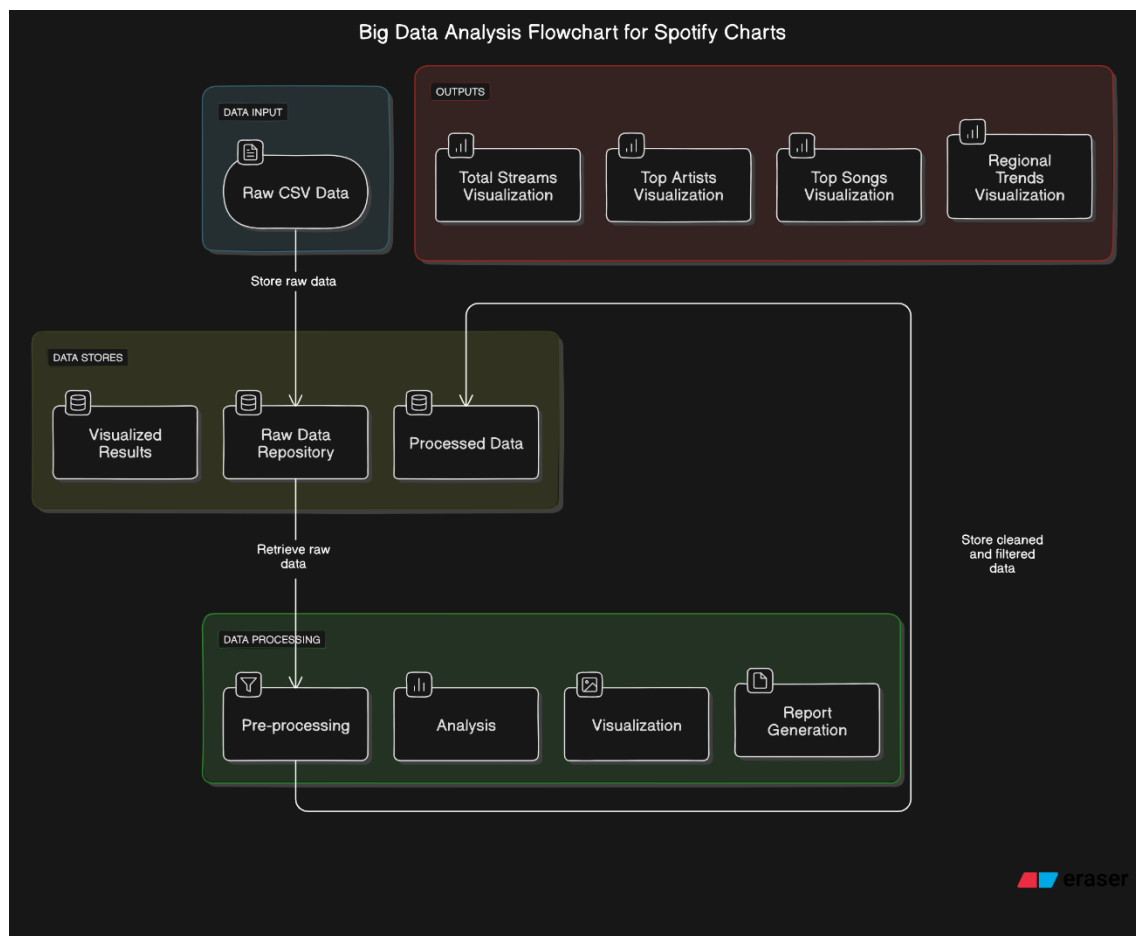 Big Data Analysis Flowchart for Spotify Charts
DATA INPUT
Raw CSV Data
OUTPUTS
Total Streams
Visualization
Top Artists
Visualization
Top Songs
Visualization
Regional
Trends
Visualization
Store raw data
DATA STORES
Visualized
Results
Raw Data
Repository
Processed Data
Retrieve raw
data
Store cleaned
and filtered
data
DATA PROCESSING
Pre-processing
Analysis
Visualization
Report
Generation
eraser